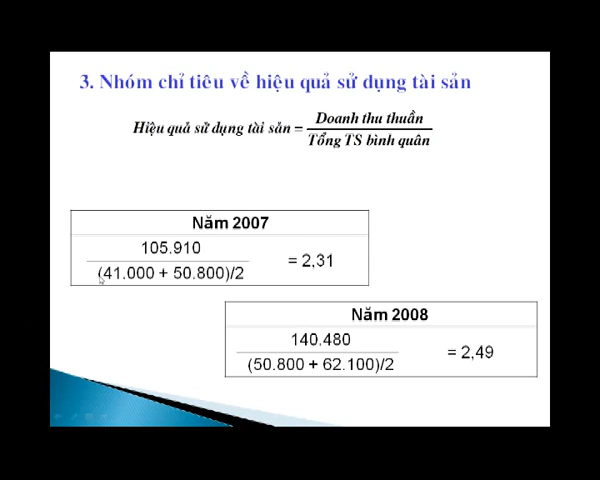 3. Nhóm chỉ tiêu về hiệu quả sử dụng tài sản
Hiệu quả sử dụng tài sản = Doanh thu thuần
Tổng TS bình quân
Năm 2007
105.910
(41.000 + 50.800)/2
= 2,31
Năm 2008
140.480
(50.800 + 62.100)/2
= 2,49